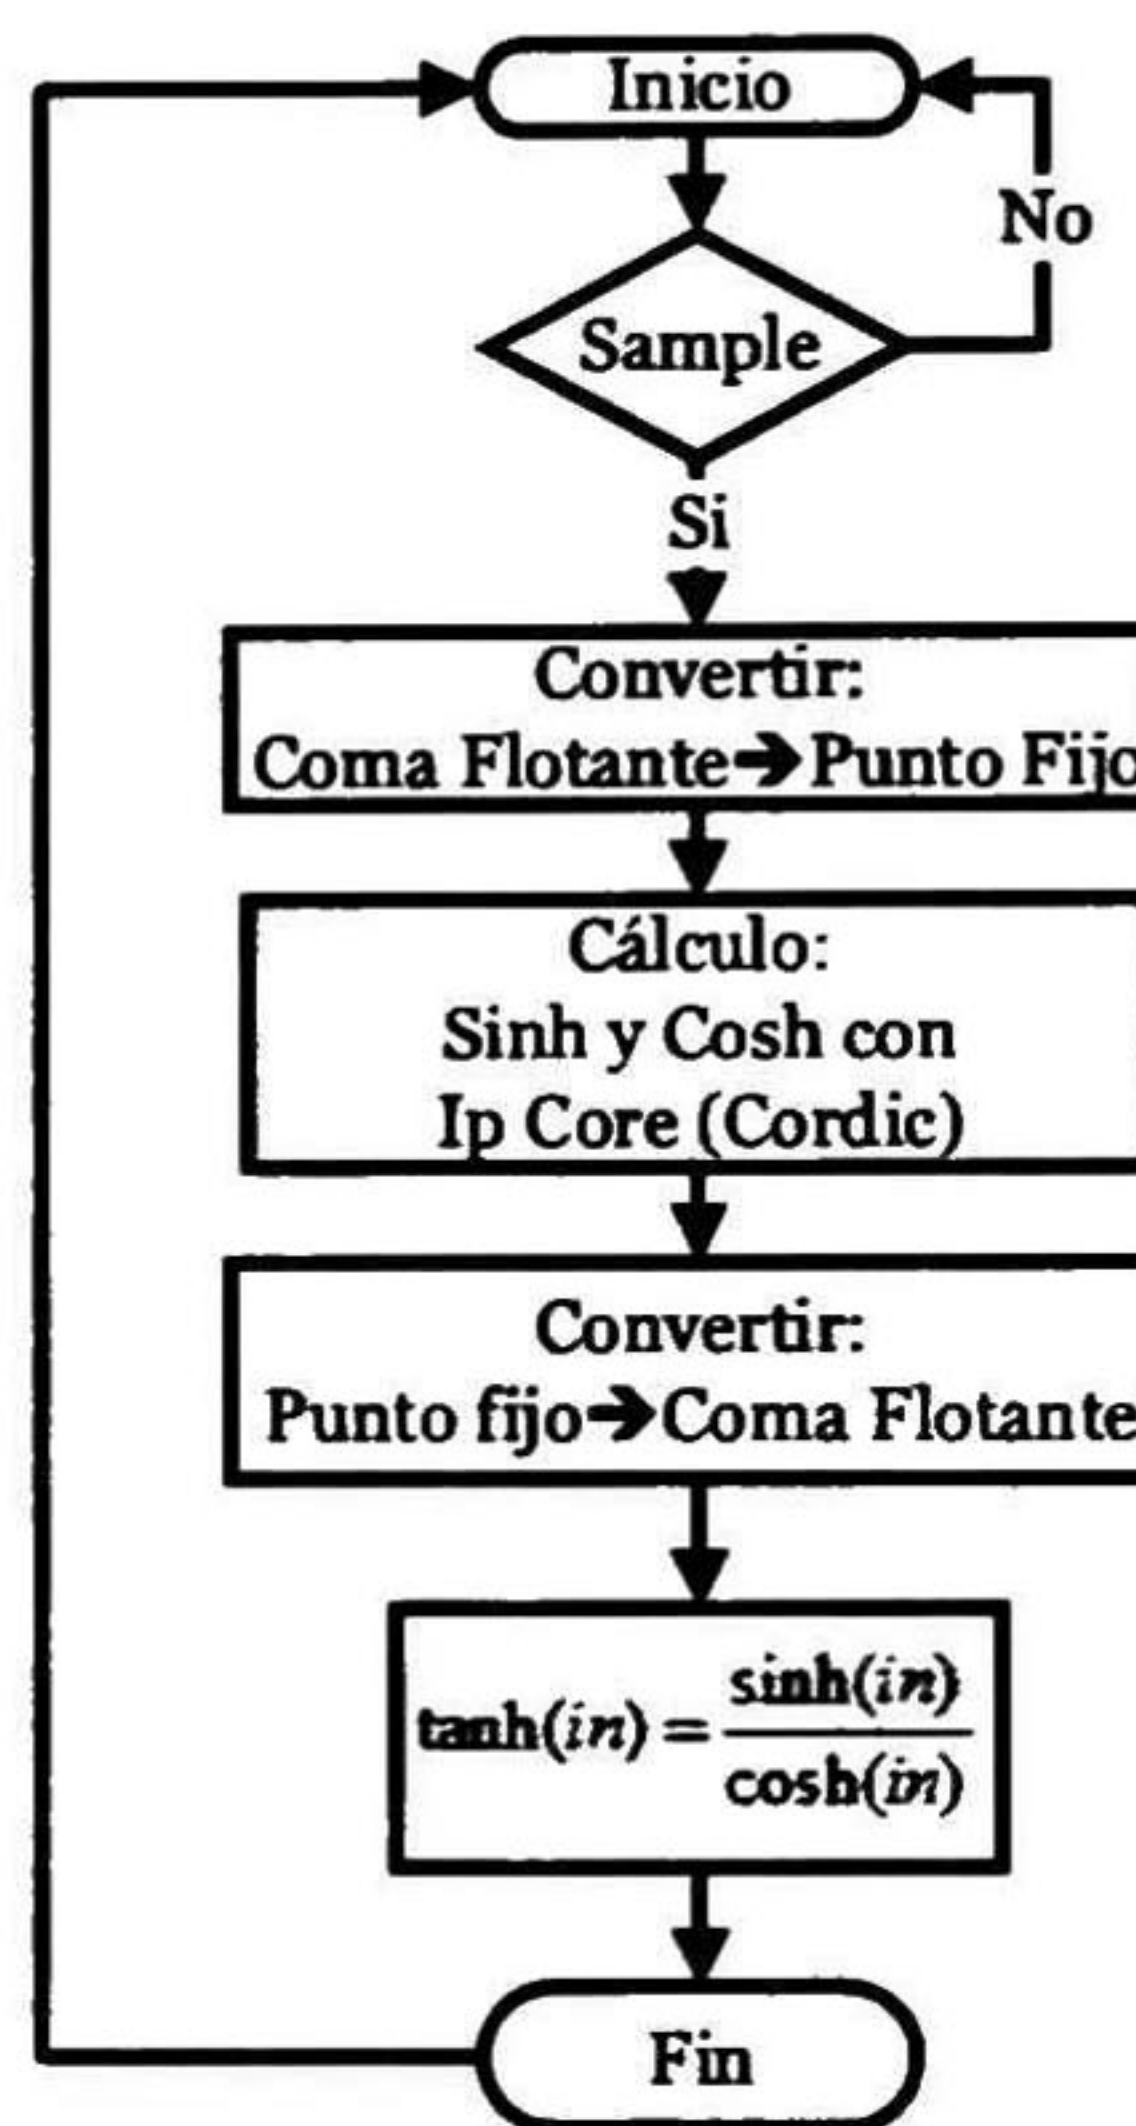 Inicio
No
Sample
Si
Convertir:
Coma Flotante➔Punto Fijo
Cálculo:
Sinh y Cosh con
Ip Core (Cordic)
Convertir:
Punto fijo➔Coma Flotante
tanh(in) = sinh(in)
cosh(in)
Fin